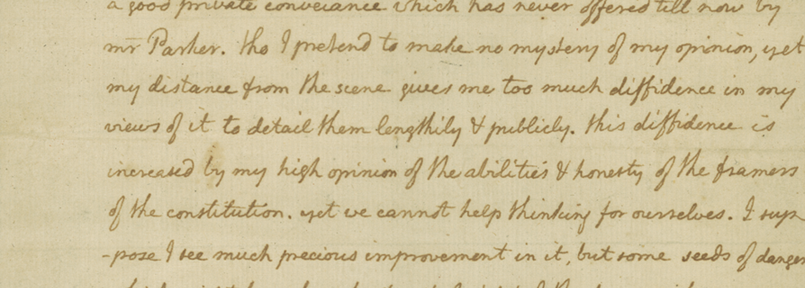 a good private conveiance which has never offered till now by
mr Parker. tho I pretend to make no mystery of my opinion, yet
my distance from the scene gives me too much diffidence in my
views of it to detail them lengthily & publicly. this diffidence is
increased by my high opinion of the abilities & honesty of the framers
of the constitution. yet we cannot help thinking for ourselves. I sup-
-pose I see much precious improvement in it, but some seeds of danger